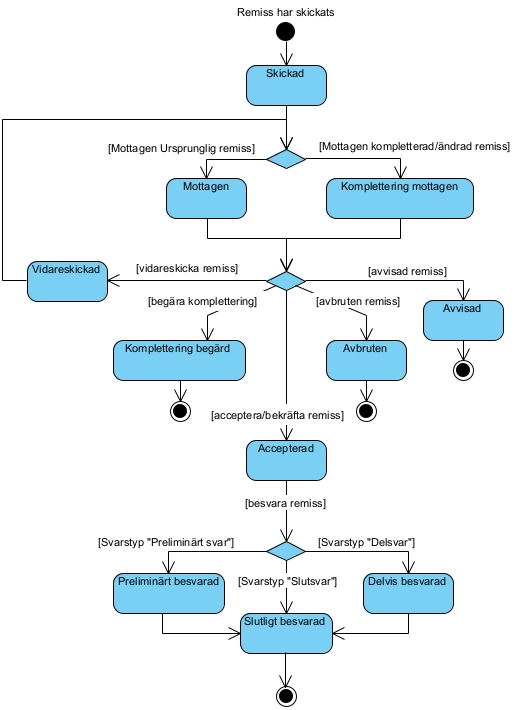 Remiss har skickats
Skickad
[Mottagen Ursprunglig remiss]
[Mottagen kompletterad/ändrad remiss]
Mottagen
Komplettering mottagen
Vidareskickad
[vidareskicka remiss]
[avvisad remiss]
[begära komplettering]
[avbruten remiss]
Avvisad
Komplettering begärd
Avbruten
[acceptera/bekräfta remiss]
Accepterad
[besvara remiss]
[Svarstyp "Preliminärt svar"]
[Svarstyp "Delsvar"]
Preliminärt besvarad
[Svarstyp "Slutsvar"]
Delvis besvarad
Slutligt besvarad